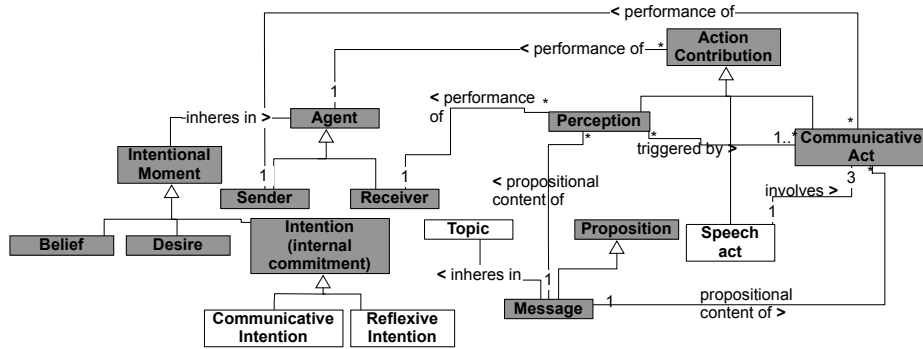 < performance of
Action
Contribution
< performance of
*
1
< performance
of
*
inheres in >
Agent
Perception
*
*
*
triggered by >
1..*
Communicative
Act
3
*
Intentional
Moment
1
Sender
1
Receiver
< propositional
content of
involves >
1
Belief
Desire
Intention
(internal
commitment)
Topic
Proposition
Speech
act
< inheres in
1
Message
1
propositional
content of >
Communicative
Intention
Reflexive
Intention